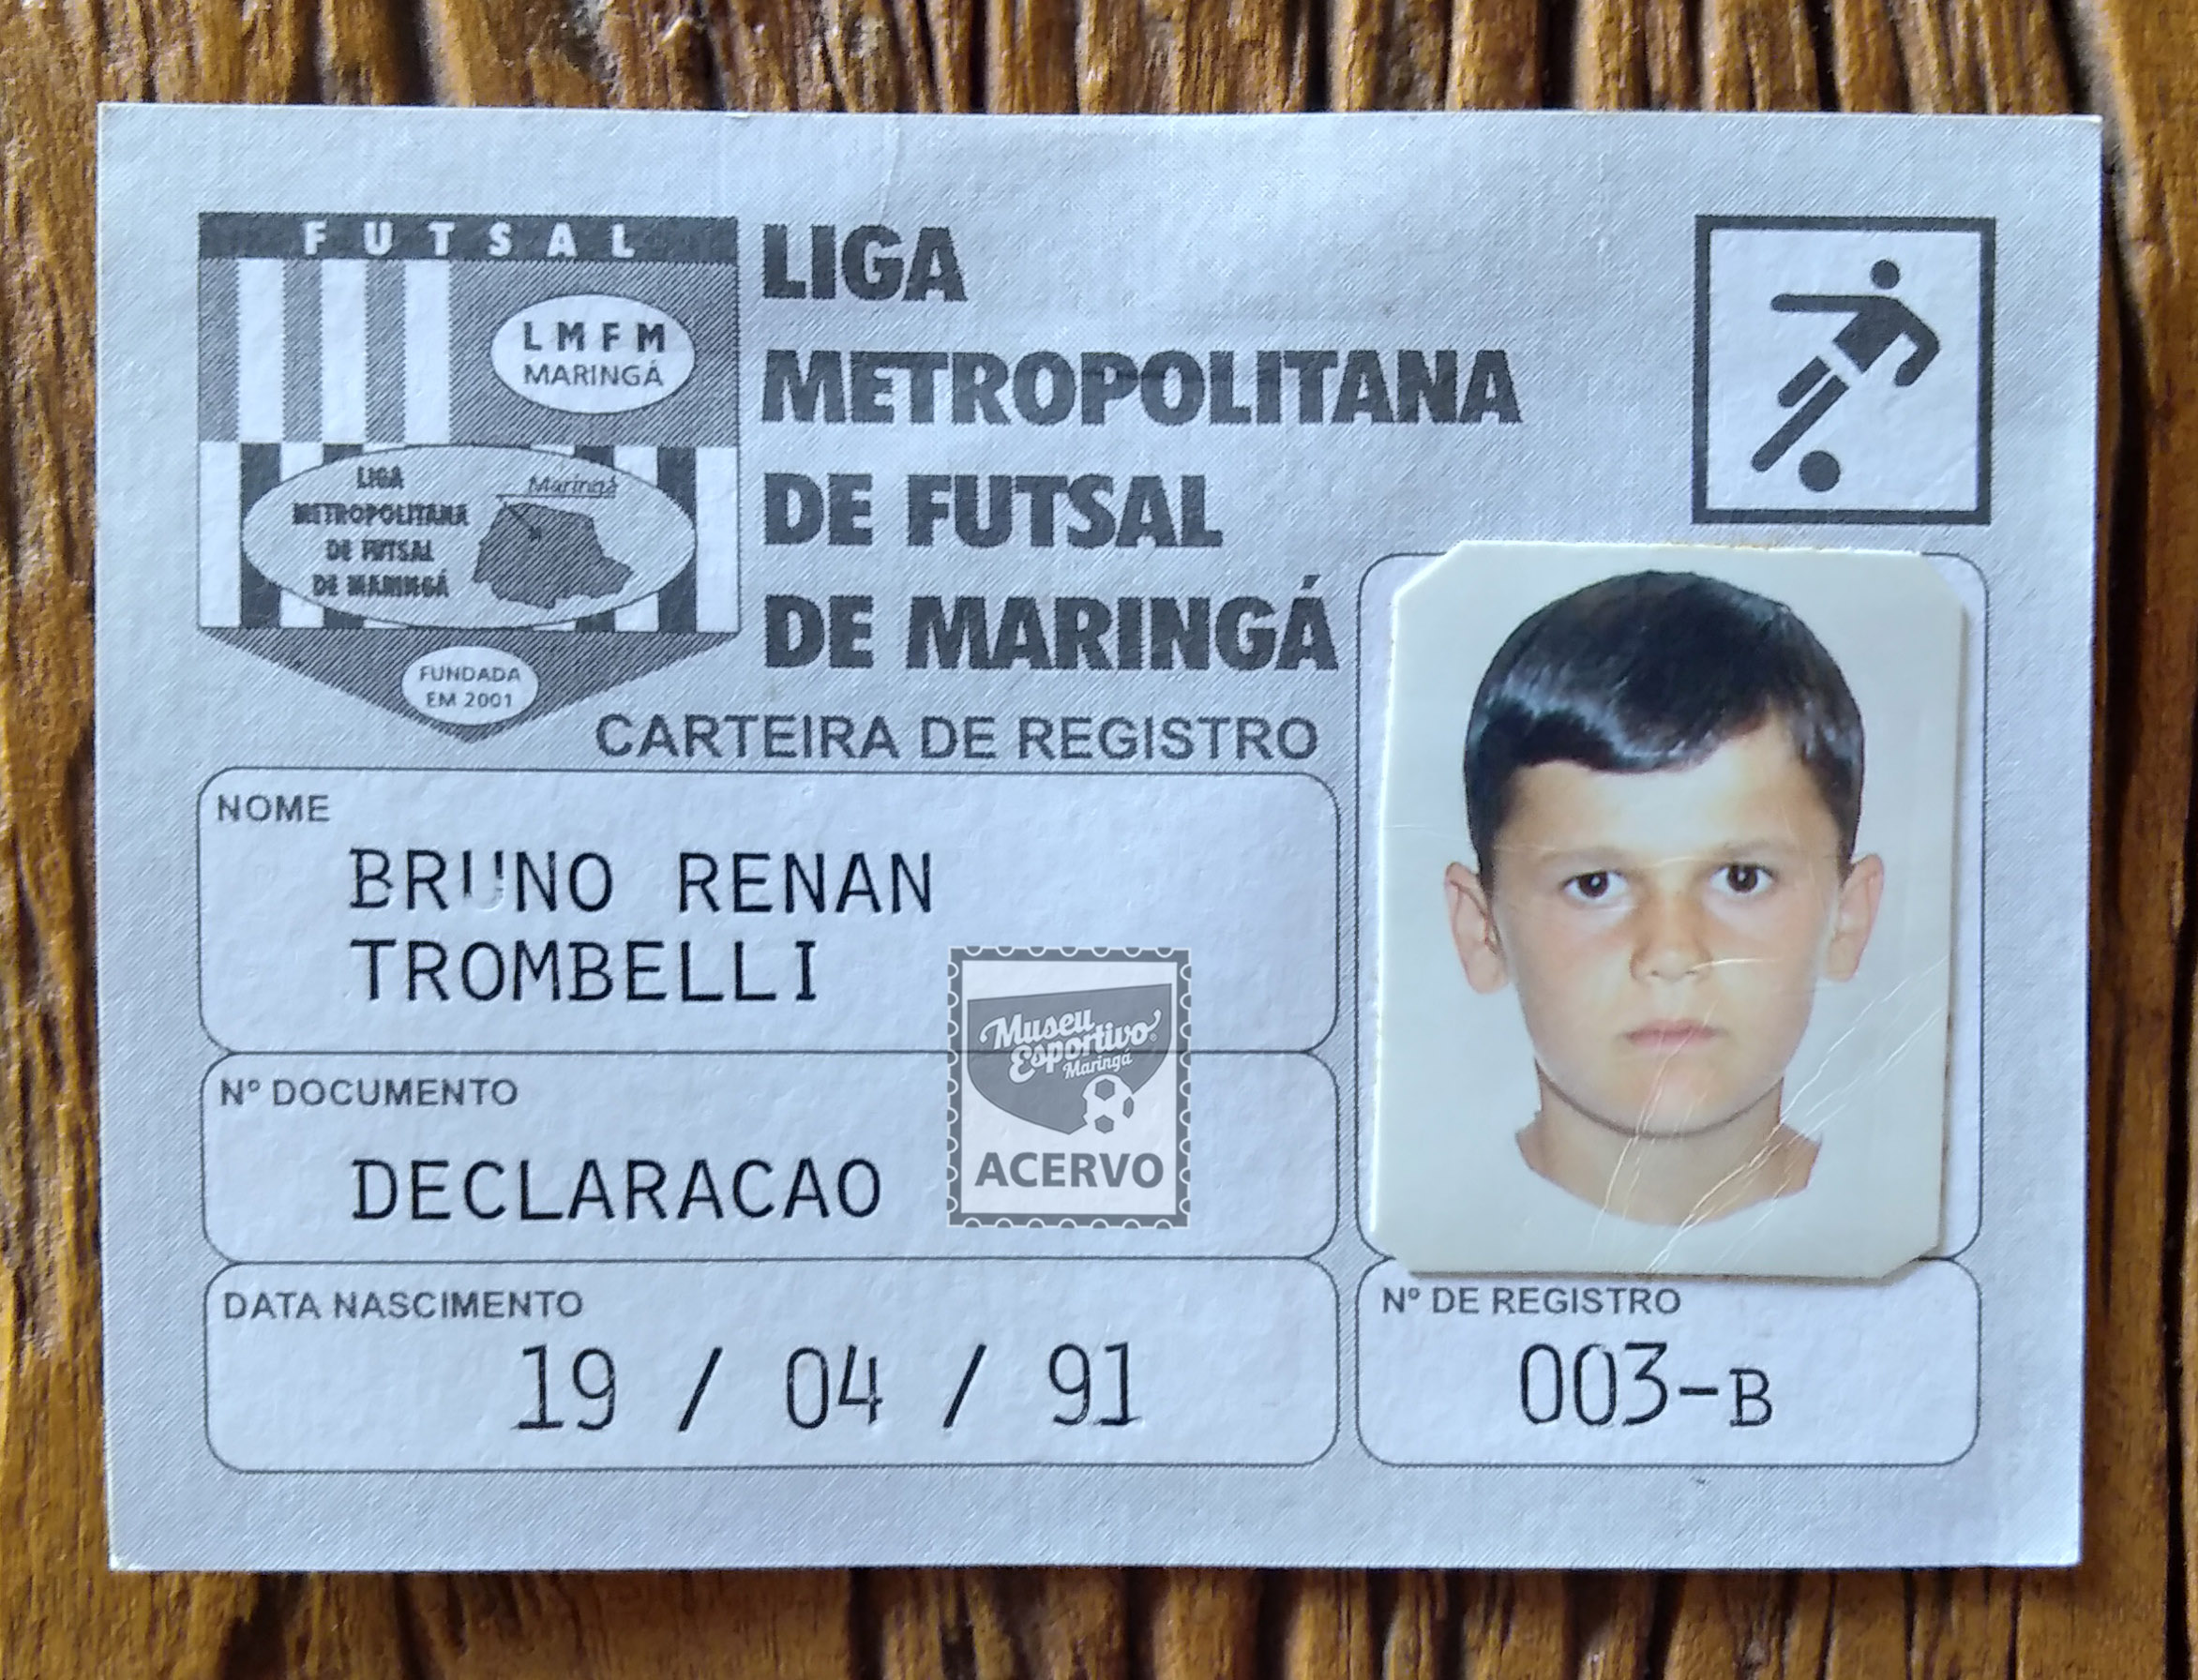 FUTSAL
LMFM
MARINGÁ
LIGA
METROPOLITANA
DE FUTSAL
DE MARINGÁ
Maringá
FUNDADA
EM 2001
LIGA
METROPOLITANA
DE FUTSAL
DE MARINGÁ
CARTEIRA DE REGISTRO
NOME
BRUNO RENAN
TROMBELLI
Nº DOCUMENTO
DECLARACAO
Museu
Esportivo
Maringá
ACERVO
DATA NASCIMENTO
19 / 04 / 91
Nº DE REGISTRO
003-B